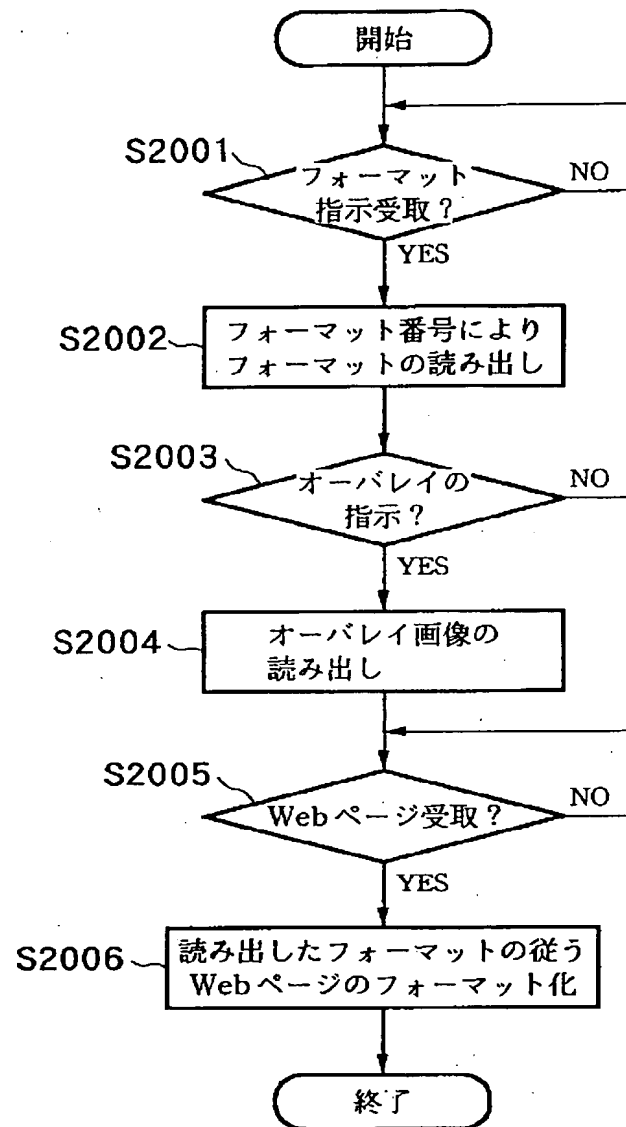 開始
S2001
フォーマット
指示受取?
NO
YES
S2002
フォーマット番号により
フォーマットの読み出し
S2003
オーバレイの
指示?
NO
YES
S2004
オーバレイ画像の
読み出し
S2005
Webページ受取?
NO
YES
S2006
読み出したフォーマットの従う
Webページのフォーマット化
終了